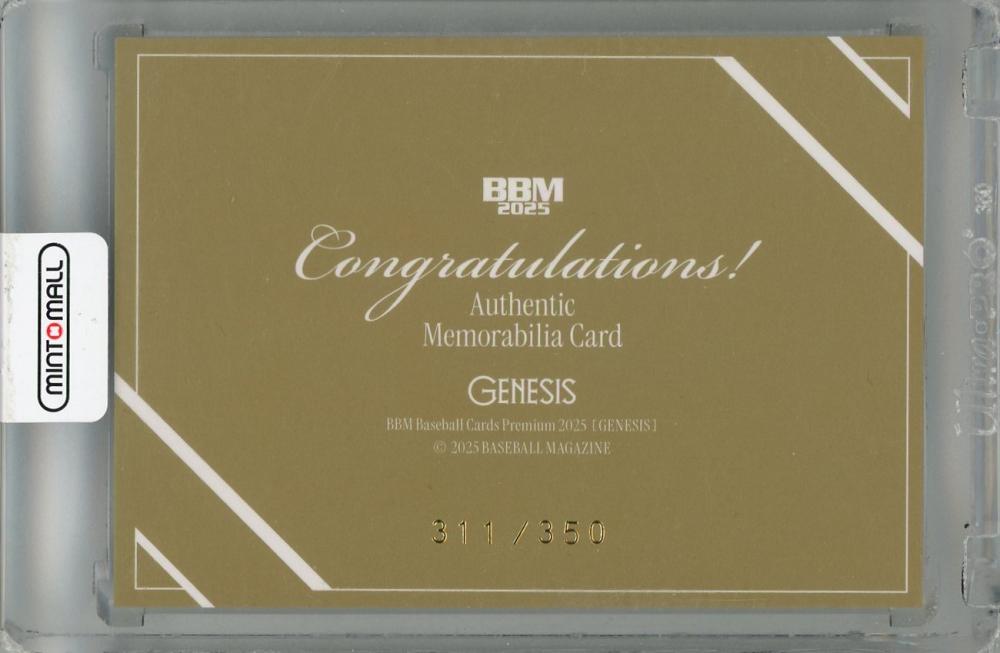 BBM
2025
Congratulations!
Authentic
Memorabilia Card
GENESIS
BBM Baseball Cards Premium 2025 [GENESIS]
© 2025 BASEBALL MAGAZINE
311/350
MINTOMALL